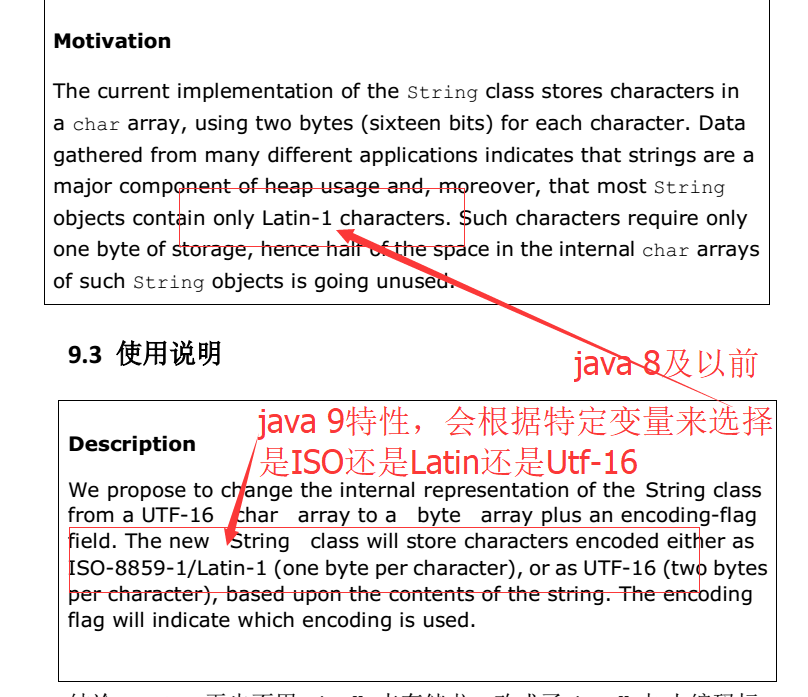 Motivation
The current implementation of the String class stores characters in
a char array, using two bytes (sixteen bits) for each character. Data
gathered from many different applications indicates that strings are a
major component of heap usage and, moreover, that most String
objects contain only Latin-1 characters. Such characters require only
one byte of storage, hence half of the space in the internal char arrays
of such String objects is going unused.
9.3 使用说明
java 8及以前
java 9特性，会根据特定变量来选择
是ISO还是Latin还是Utf-16
Description
We propose to change the internal representation of the String class
from a UTF-16 char array to a byte array plus an encoding-flag
field. The new String class will store characters encoded either as
ISO-8859-1/Latin-1 (one byte per character), or as UTF-16 (two bytes
per character), based upon the contents of the string. The encoding
flag will indicate which encoding is used.